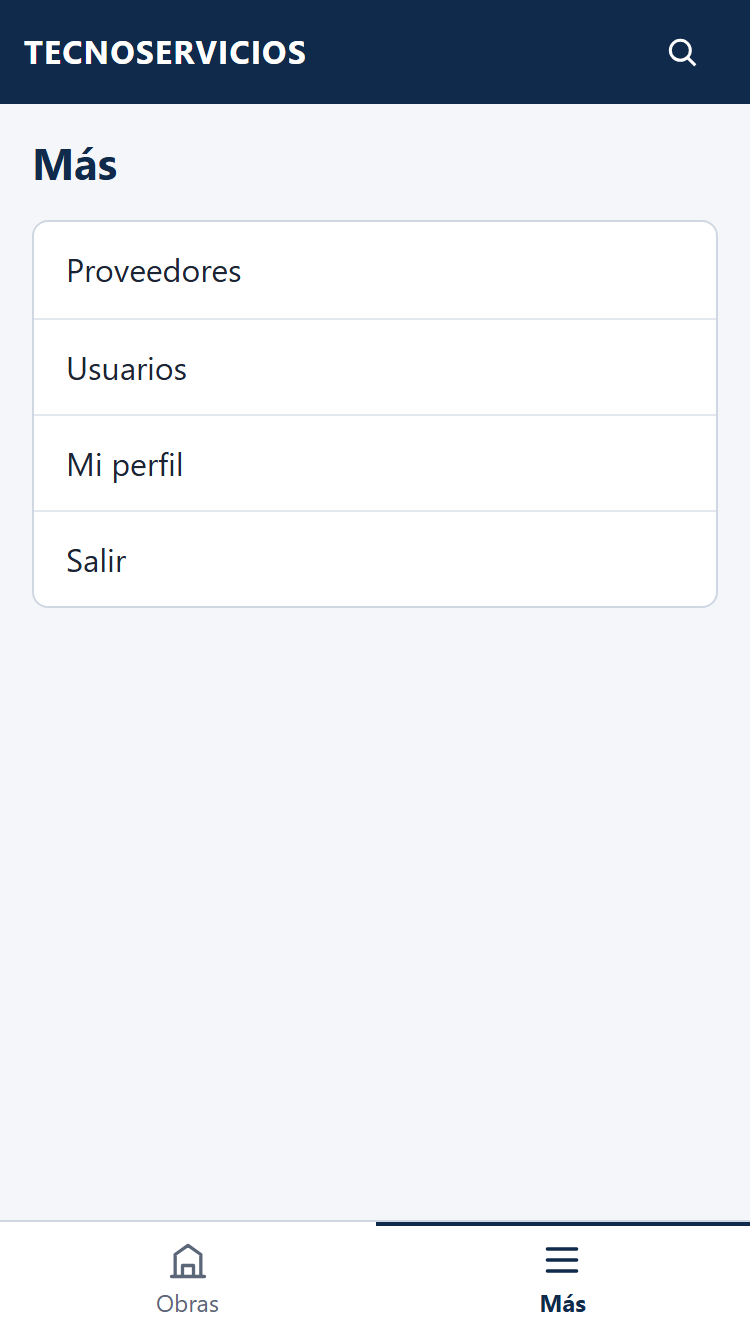 TECNOSERVICIOS
Más
Proveedores
Usuarios
Mi perfil
Salir
Obras
Más